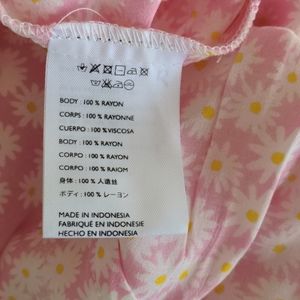 BODY : 100 % RAYON
CORPS : 100 % RAYONNE
CUERPO : 100 % VISCOSA
BODY : 100 % RAYON
CORPO : 100 % RAYON
CORPO : 100 % RAIOM
身体 : 100 % 人造丝
ボディ : 100 % レーヨン
MADE IN INDONESIA
FABRIQUÉ EN INDONÉSIE
HECHO EN INDONESIA